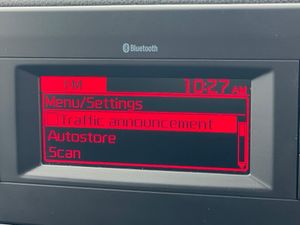 Bluetooth
FM 10:27 AM
Menu/Settings
Traffic announcement
Autostore
Scan